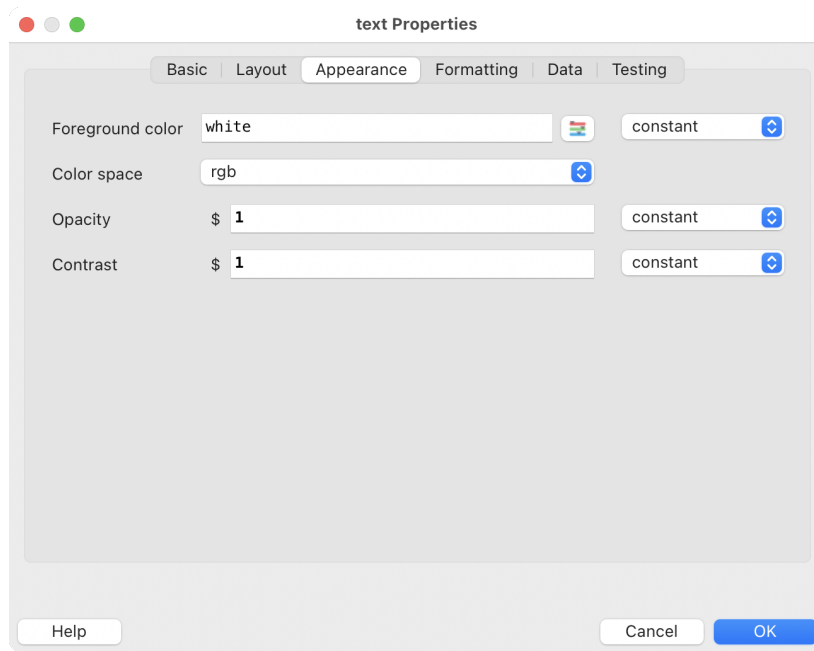 text Properties
Basic Layout Appearance Formatting Data Testing
Foreground color white constant
Color space rgb
Opacity $ 1 constant
Contrast $ 1 constant
Help Cancel OK